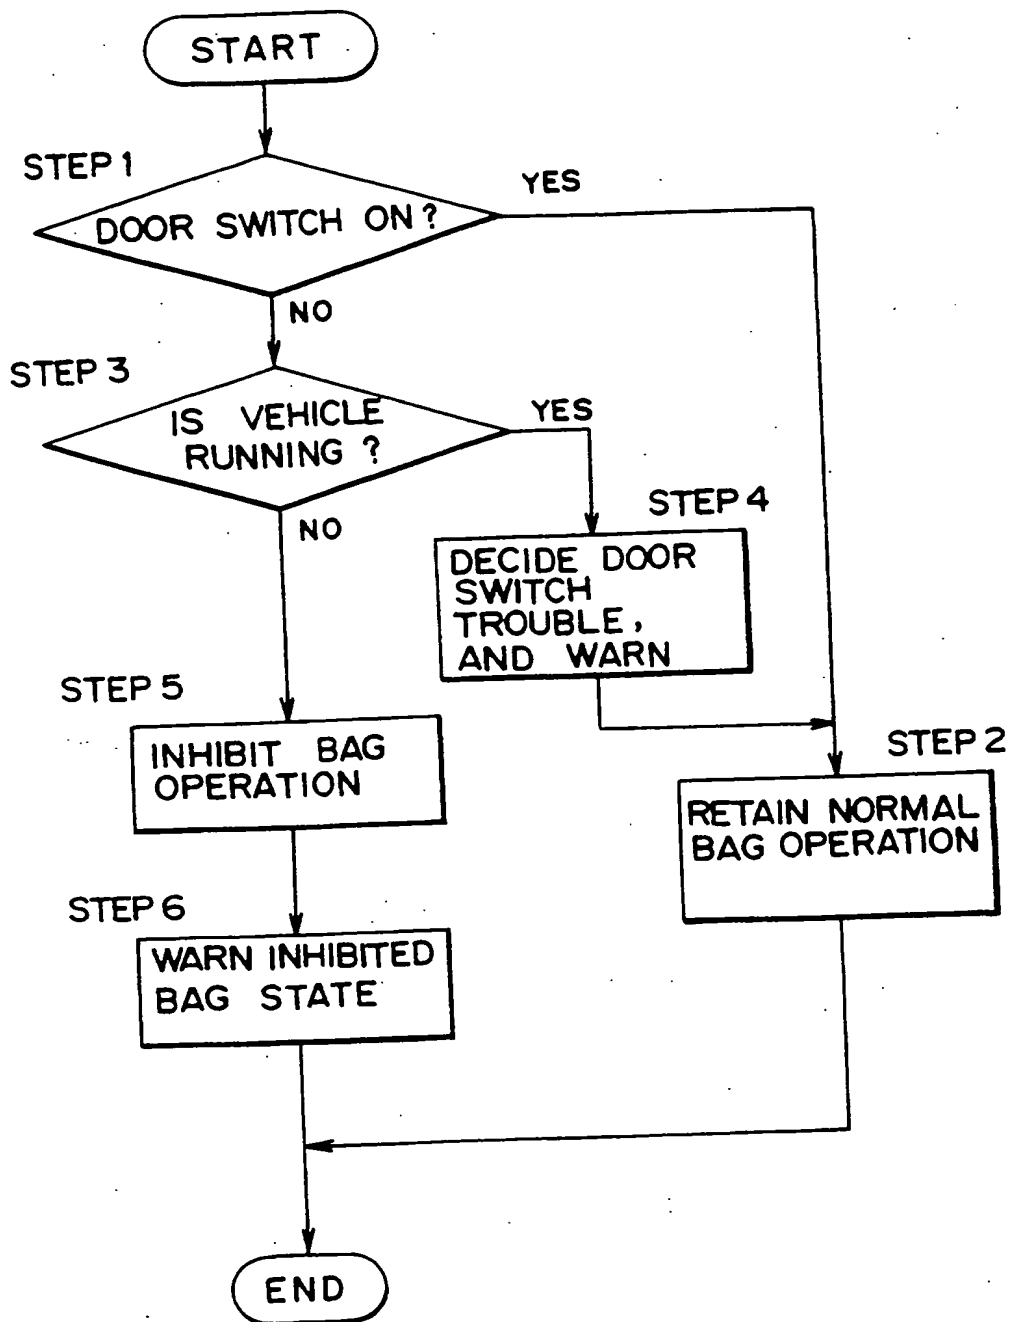 START
STEP 1
DOOR SWITCH ON ?
YES
NO
STEP 3
IS VEHICLE
RUNNING ?
YES
NO
STEP 4
DECIDE DOOR
SWITCH
TROUBLE,
AND WARN
STEP 5
INHIBIT BAG
OPERATION
STEP 2
RETAIN NORMAL
BAG OPERATION
STEP 6
WARN INHIBITED
BAG STATE
END